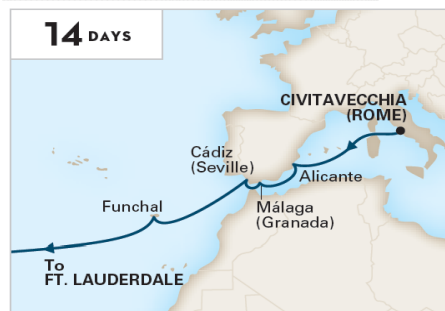 14 DAYS
CIVITAVECCHIA
(ROME)
Cádiz
(Seville)
Alicante
Málaga
(Granada)
Funchal
To
FT. LAUDERDALE